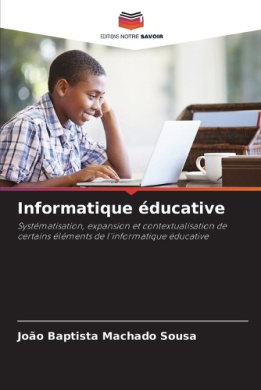 EDITIONS NOTRE SAVOIR
Informatique éducative
Systématisation, expansion et contextualisation de
certains éléments de l'informatique éducative
João Baptista Machado Sousa